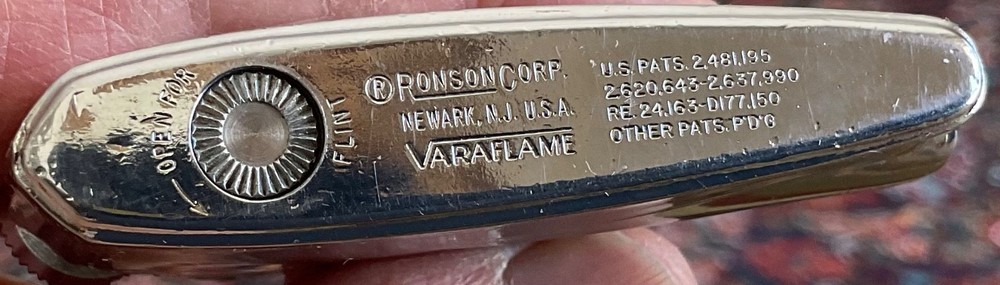 OPEN FOR
FLINT
®RONSON CORP.
NEWARK, N.J. U.S.A.
VARAFLAME
U.S. PATS. 2,481,195
2,620,643-2,637,990
RE. 24,163-D177,150
OTHER PATS. P'D'G